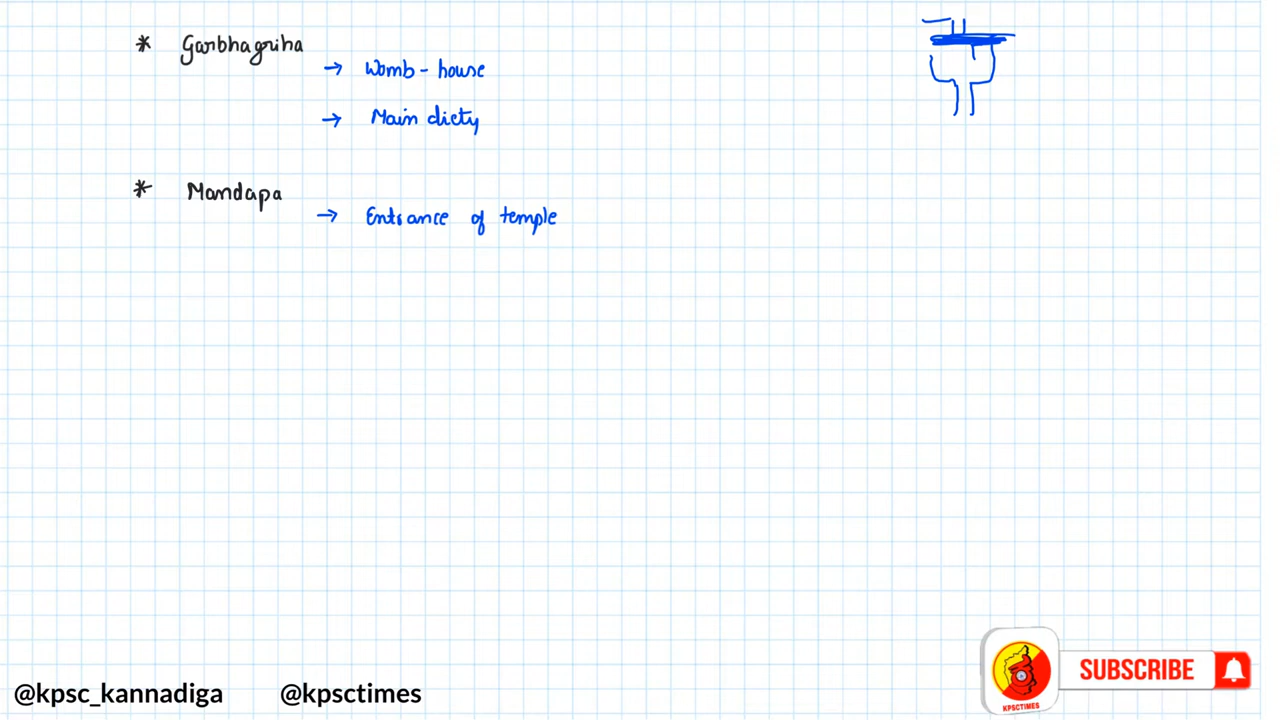 * Garbhagriha
→ Womb - house
→ Main diety
* Mandapa
→ Entrance of temple
@kpsc_kannadiga @kpsctimes
KPSCTIMES
SUBSCRIBE